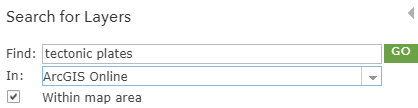 Search for Layers
Find: tectonic plates GO
In: ArcGIS Online
Within map area